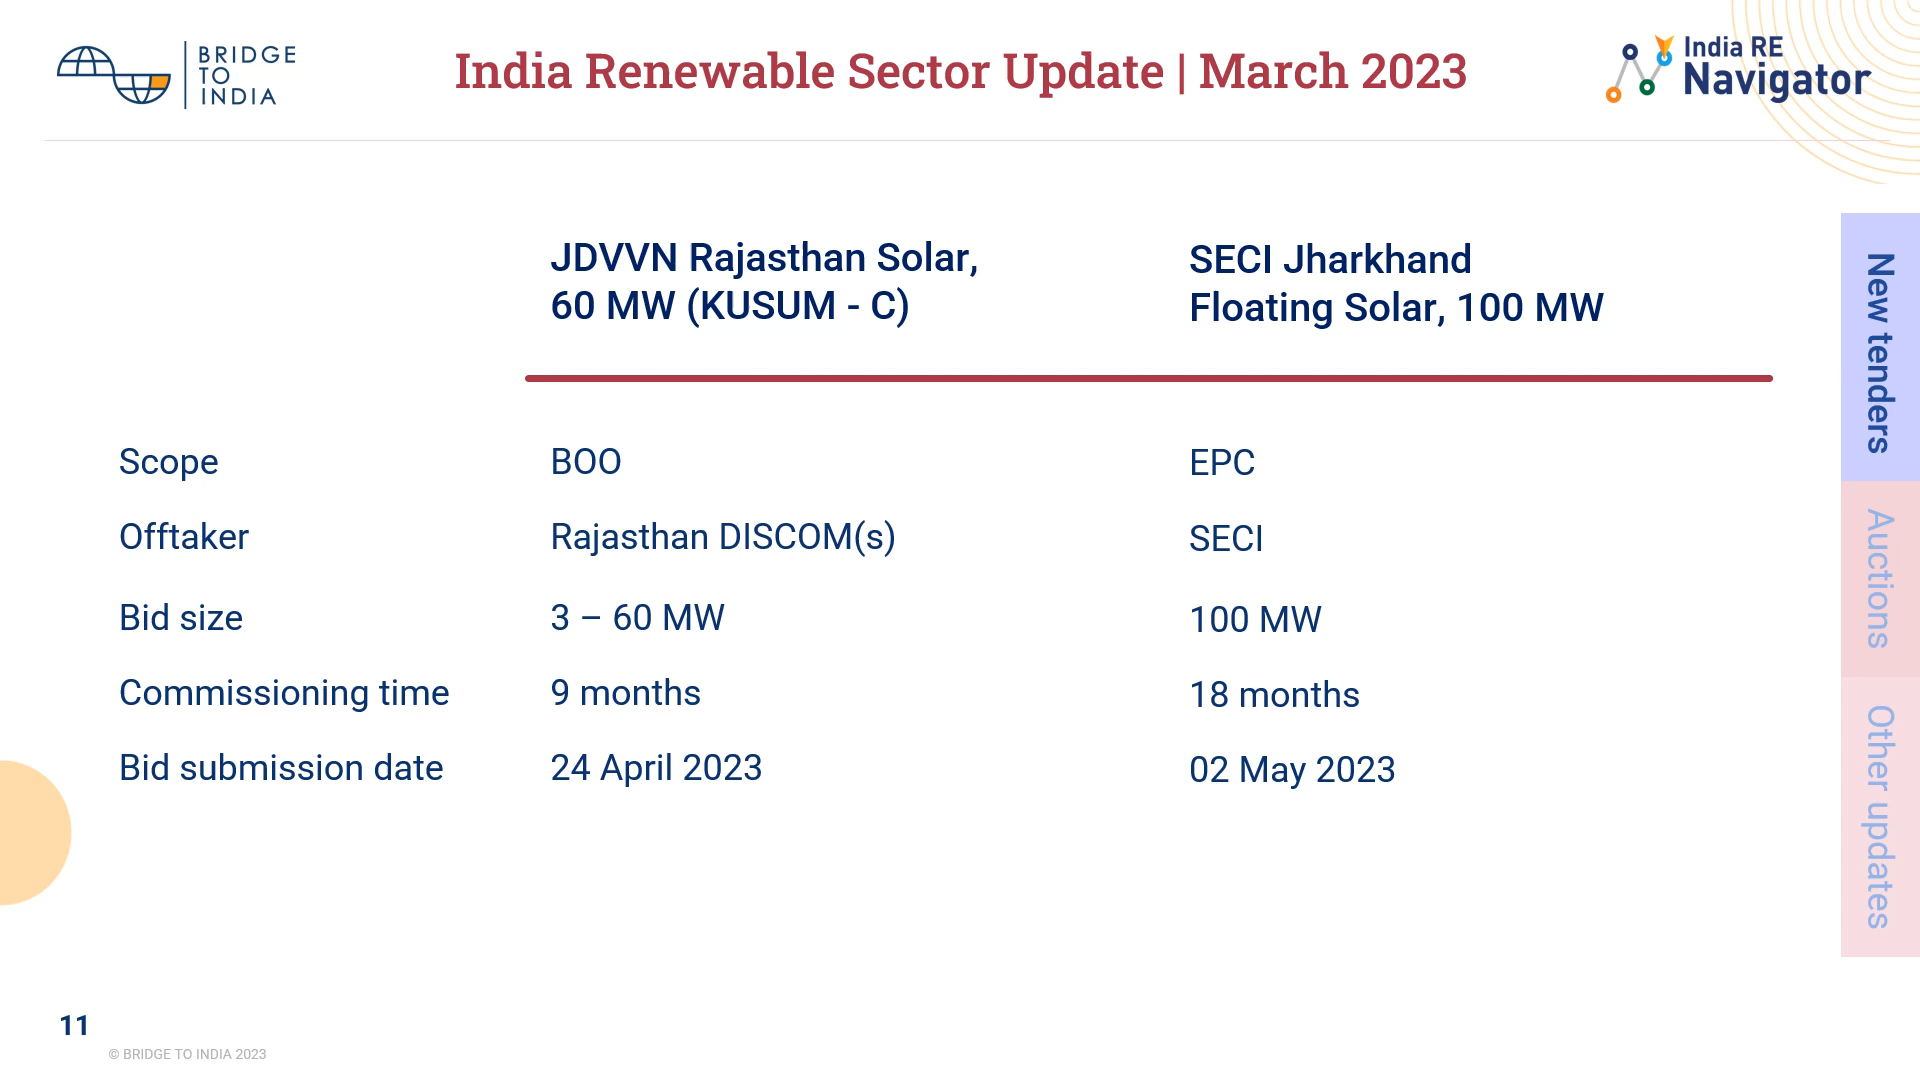 BRIDGE
TO
INDIA
India Renewable Sector Update | March 2023
India RE
Navigator
JDVVN Rajasthan Solar,
60 MW (KUSUM - C)
SECI Jharkhand
Floating Solar, 100 MW
Scope
BOO
EPC
Offtaker
Rajasthan DISCOM(s)
SECI
Bid size
3 – 60 MW
100 MW
Commissioning time
9 months
18 months
Bid submission date
24 April 2023
02 May 2023
New tenders
Auctions
Other updates
11
© BRIDGE TO INDIA 2023